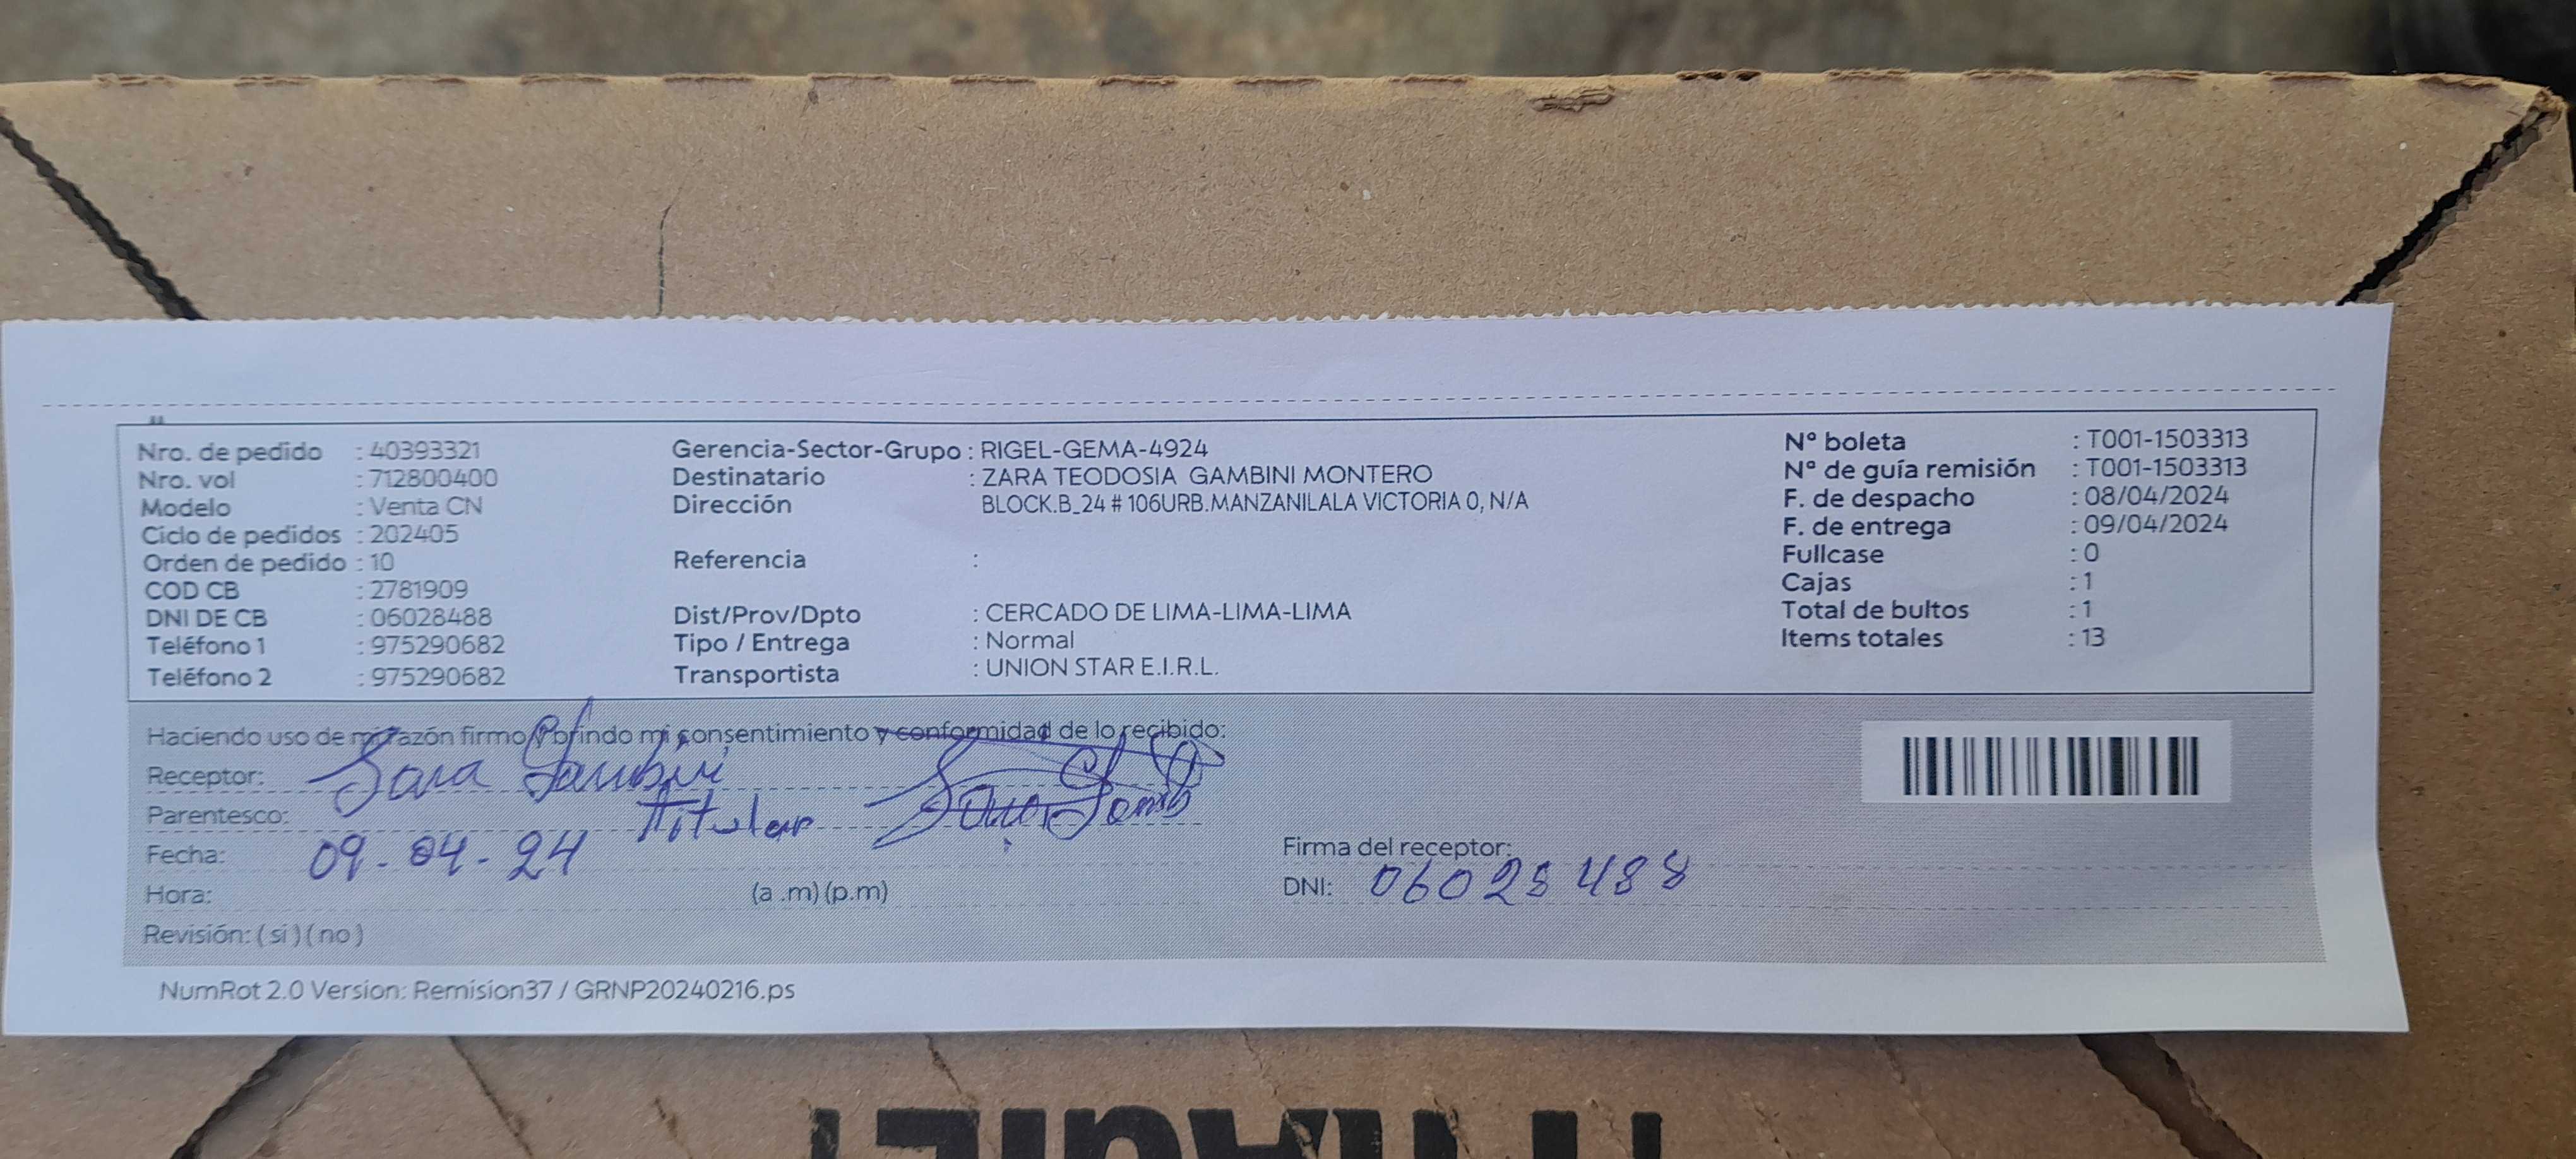 Nro. de pedido : 40393321
Nro. vol : 712800400
Modelo : Venta CN
Ciclo de pedidos : 202405
Orden de pedido : 10
COD CB : 2781909
DNI DE CB : 06028488
Teléfono 1 : 975290682
Teléfono 2 : 975290682
Gerencia-Sector-Grupo : RIGEL-GEMA-4924
Destinatario : ZARA TEODOSIA GAMBINI MONTERO
Dirección BLOCK.B_24 # 106URB.MANZANILALA VICTORIA 0, N/A
Referencia :
Dist/Prov/Dpto : CERCADO DE LIMA-LIMA-LIMA
Tipo / Entrega : Normal
Transportista : UNION STAR E.I.R.L.
Nº boleta : T001-1503313
Nº de guía remisión : T001-1503313
F. de despacho : 08/04/2024
F. de entrega : 09/04/2024
Fullcase : 0
Cajas : 1
Total de bultos : 1
Items totales : 13
Haciendo uso de mi razón firmo y brindo mi consentimiento y conformidad de lo recibido:
Receptor: Sara Gambini
Parentesco: titular
Fecha: 09-04-24
Hora: (a .m) (p.m)
Revisión: ( si ) ( no )
Firma del receptor:
DNI: 06028488
NumRot 2.0 Version: Remision37 / GRNP20240216.ps